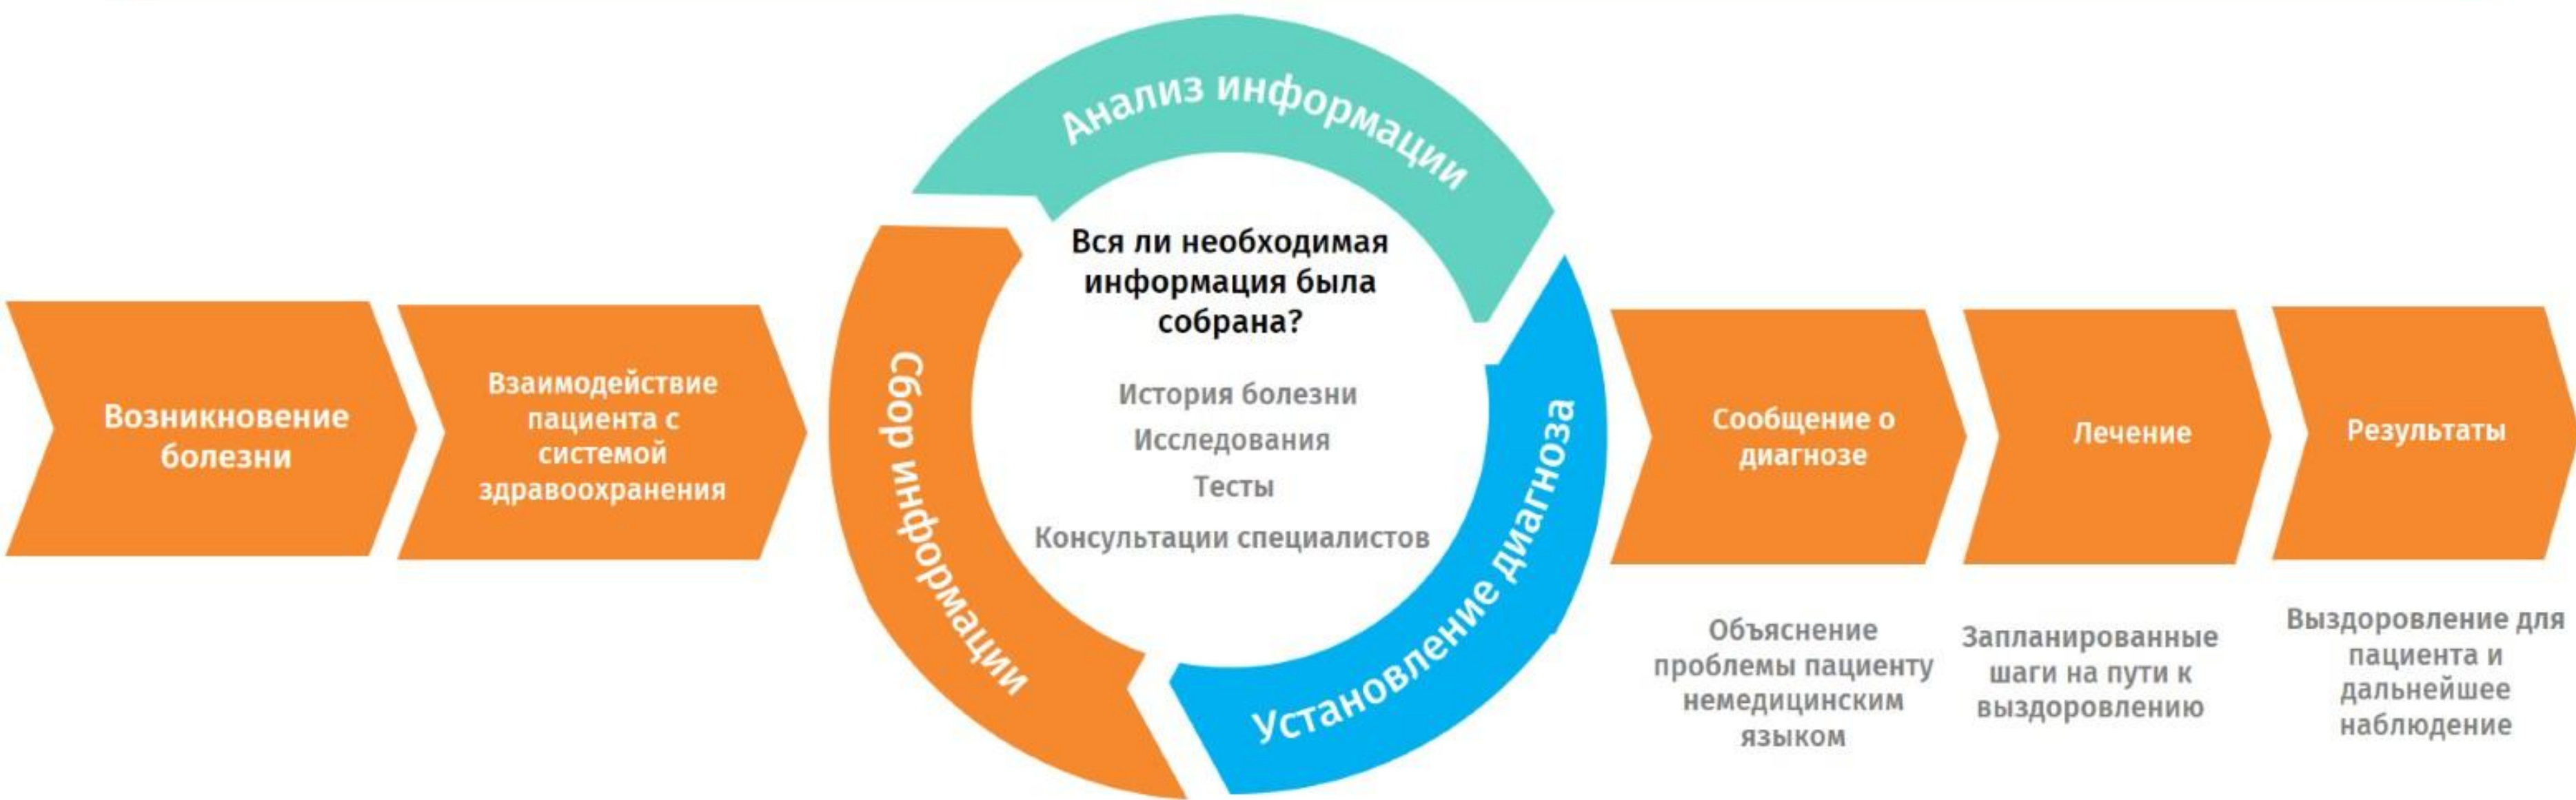 Возникновение
болезни
Взаимодействие
пациента с
системой
здравоохранения
Сбор информации
Анализ информации
Установление диагноза
Вся ли необходимая
информация была
собрана?
История болезни
Исследования
Тесты
Консультации специалистов
Сообщение о
диагнозе
Объяснение
проблемы пациенту
немедицинским
языком
Лечение
Запланированные
шаги на пути к
выздоровлению
Результаты
Выздоровление для
пациента и
дальнейшее
наблюдение